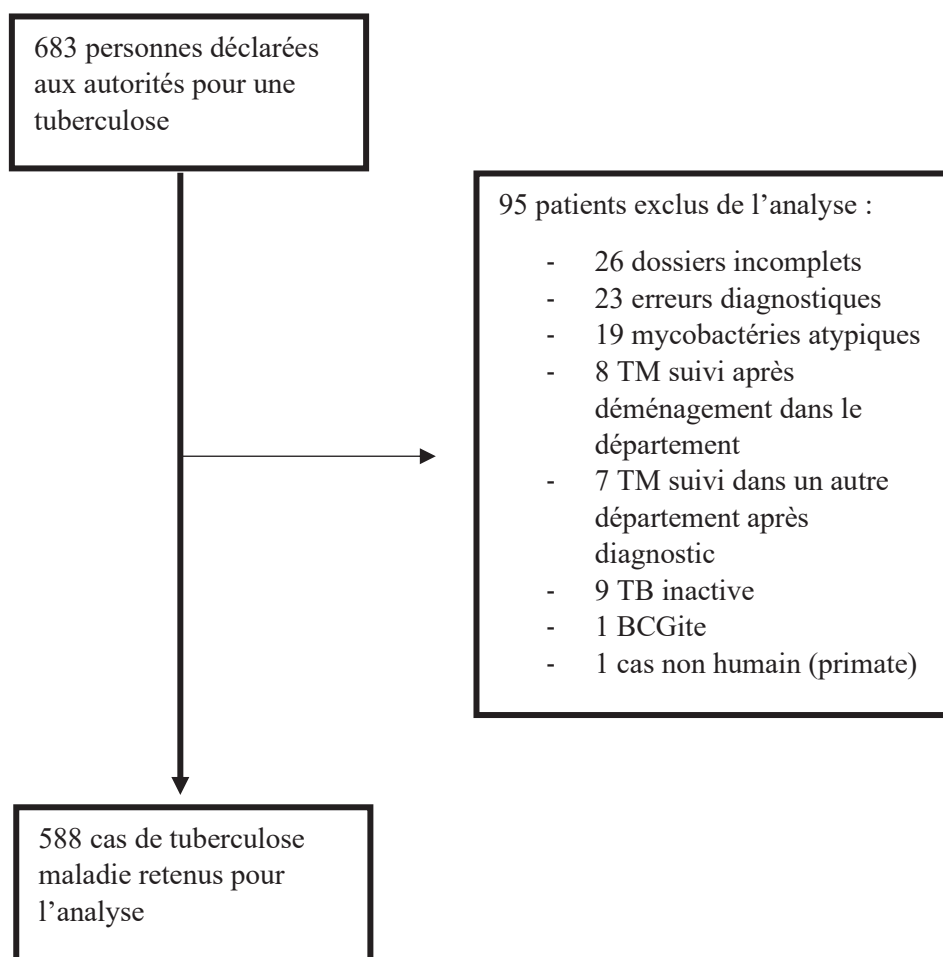 683 personnes déclarées
aux autorités pour une
tuberculose
95 patients exclus de l’analyse :
- 26 dossiers incomplets
- 23 erreurs diagnostiques
- 19 mycobactéries atypiques
- 8 TM suivi après
déménagement dans le
département
- 7 TM suivi dans un autre
département après
diagnostic
- 9 TB inactive
- 1 BCGite
- 1 cas non humain (primate)
588 cas de tuberculose
maladie retenus pour
l’analyse